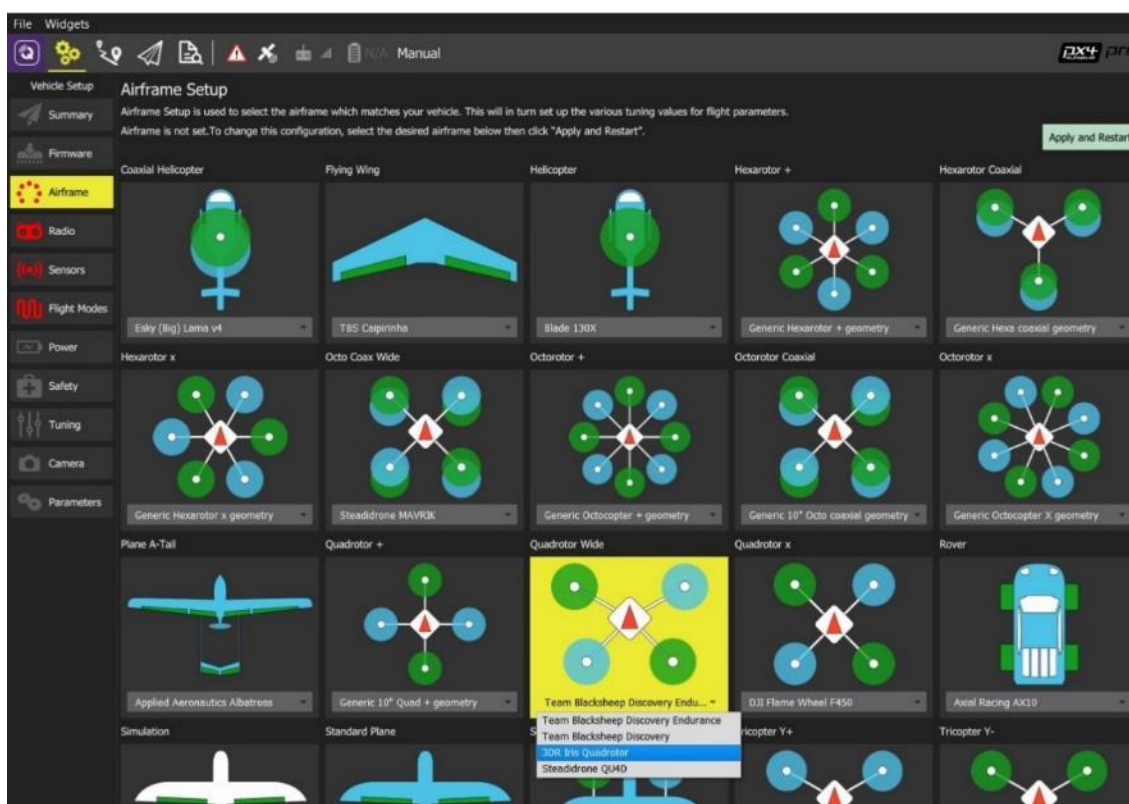 File Widgets
N/A Manual
px4 pro
Vehicle Setup
Airframe Setup
Summary
Airframe Setup is used to select the airframe which matches your vehicle. This will in turn set up the various tuning values for flight parameters.
Airframe is not set.To change this configuration, select the desired airframe below then click "Apply and Restart".
Apply and Restart
Firmware
Airframe
Radio
Sensors
Flight Modes
Power
Safety
Tuning
Camera
Parameters
Coaxial Helicopter
Flying Wing
Helicopter
Hexarotor +
Hexarotor Coaxial
Esky (Big) Lama v4
TBS Caipirinha
Blade 130X
Generic Hexarotor + geometry
Generic Hexa coaxial geometry
Hexarotor x
Octo Coax Wide
Octorotor +
Octorotor Coaxial
Octorotor x
Generic Hexarotor x geometry
Steadidrone MAVRIK
Generic Octocopter + geometry
Generic 10" Octo coaxial geometry
Generic Octocopter X geometry
Plane A-Tail
Quadrotor +
Quadrotor Wide
Quadrotor x
Rover
Applied Aeronautics Albatross
Generic 10" Quad + geometry
Team Blacksheep Discovery Endu...
DJI Flame Wheel F450
Axial Racing AX10
Team Blacksheep Discovery Endurance
Team Blacksheep Discovery
3DR Iris Quadrotor
Steadidrone QU4D
Simulation
Standard Plane
S
ricopter Y+
Tricopter Y-